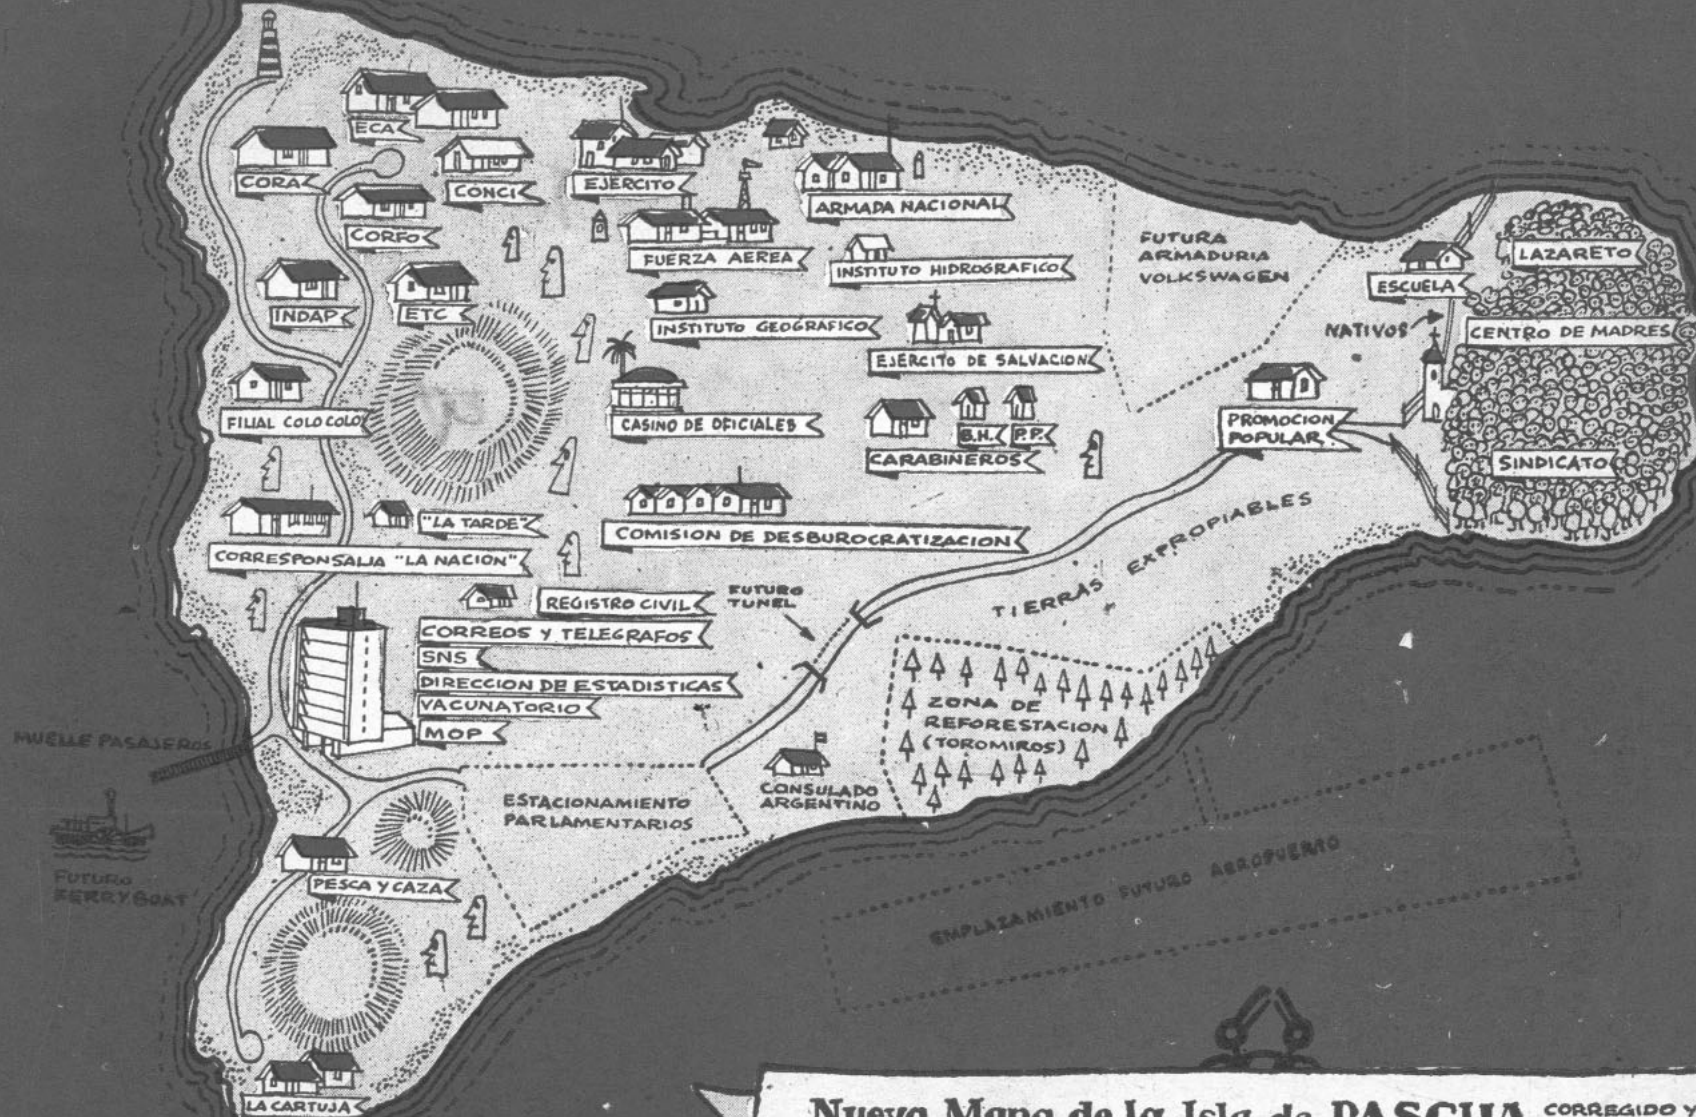 ECA
CORA
CONCI
EJERCITO
ARMADA NACIONAL
CORFO
FUERZA AEREA
INSTITUTO HIDROGRAFICO
FUTURA
ARMADURIA
VOLKSWAGEN
LAZARETO
ESCUELA
INDAP
ETC
INSTITUTO GEOGRAFICO
NATIVOS
CENTRO DE MADRES
EJERCITO DE SALVACION
FILIAL COLO COLO
CASINO DE OFICIALES
B.H.
P.P.
CARABINEROS
PROMOCION
POPULAR
SINDICATO
"LA TARDE"
COMISION DE DESBUROCRATIZACION
CORRESPONSALIA "LA NACION"
TIERRAS EXPROPIABLES
REGISTRO CIVIL
FUTURO
TUNEL
CORREOS Y TELEGRAFOS
SNS
DIRECCION DE ESTADISTICAS
VACUNATORIO
MOP
ZONA DE
REFORESTACION
(TOROMIROS)
MUELLE PASAJEROS
CONSULADO
ARGENTINO
ESTACIONAMIENTO
PARLAMENTARIOS
FUTURO
FERRY BOAT
PESCA Y CAZA
EMPLAZAMIENTO FUTURO AEROPUERTO
LA CARTUJA
Nuevo Mapa de la Isla de PASCUA CORREGIDO Y